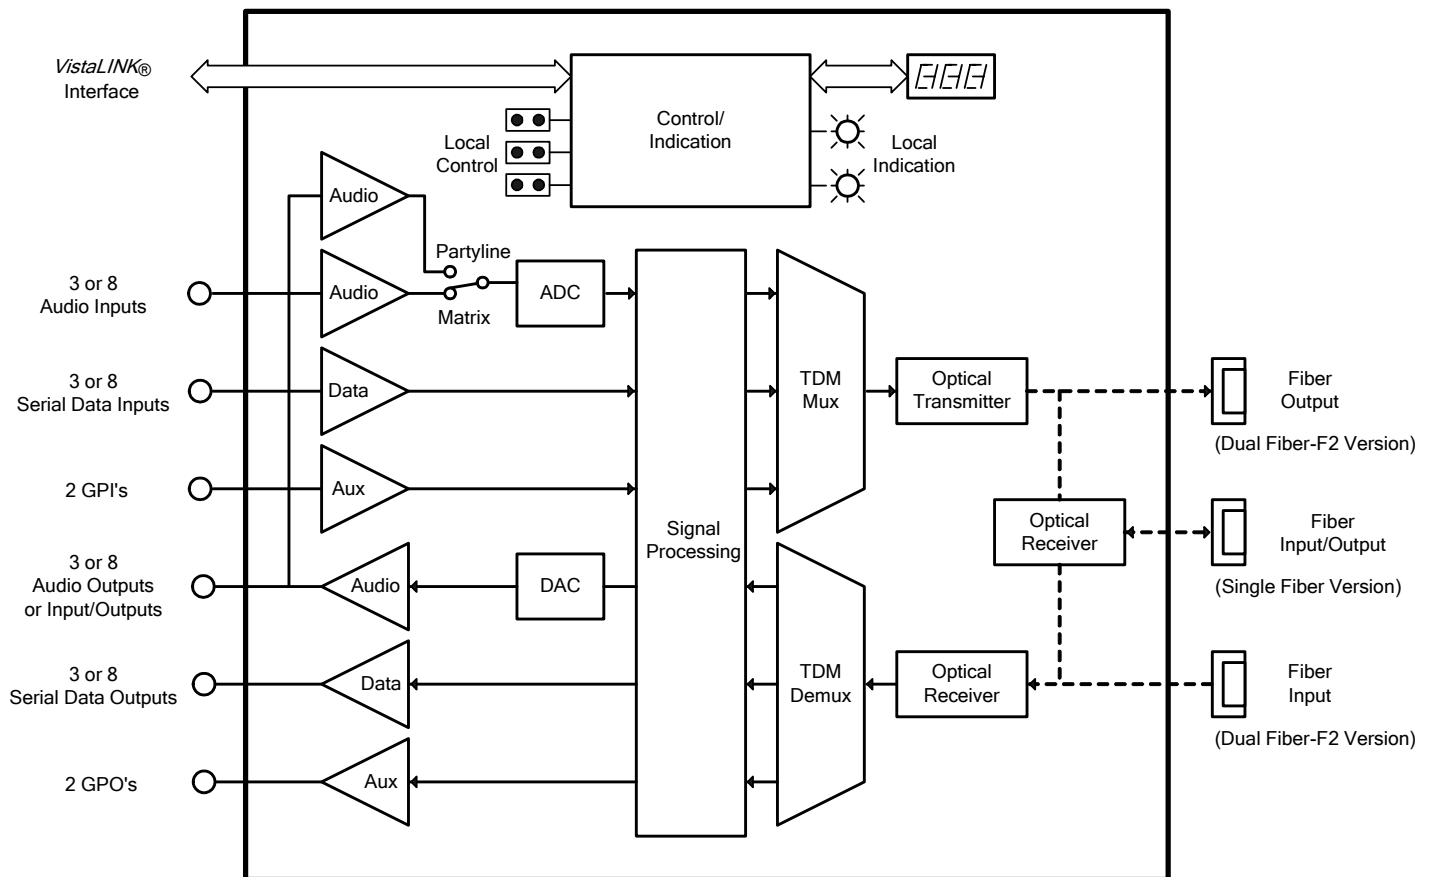 VistaLINK®
Interface
Control/
Indication
Local
Control
Local
Indication
Audio
Partyline
3 or 8
Audio Inputs
Audio
Matrix
ADC
3 or 8
Serial Data Inputs
Data
TDM
Mux
Optical
Transmitter
Fiber
Output
(Dual Fiber-F2 Version)
2 GPI's
Aux
Signal
Processing
Optical
Receiver
Fiber
Input/Output
(Single Fiber Version)
3 or 8
Audio Outputs
or Input/Outputs
Audio
DAC
3 or 8
Serial Data Outputs
Data
TDM
Demux
Optical
Receiver
Fiber
Input
(Dual Fiber-F2 Version)
2 GPO's
Aux